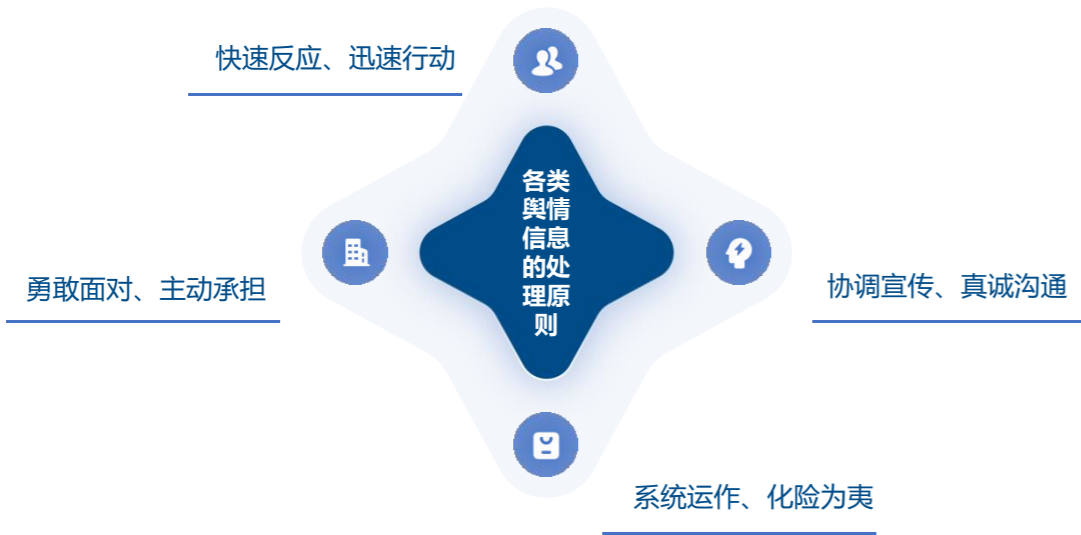 快速反应、迅速行动
各类
舆情
信息
的处
理原
则
勇敢面对、主动承担
协调宣传、真诚沟通
系统运作、化险为夷